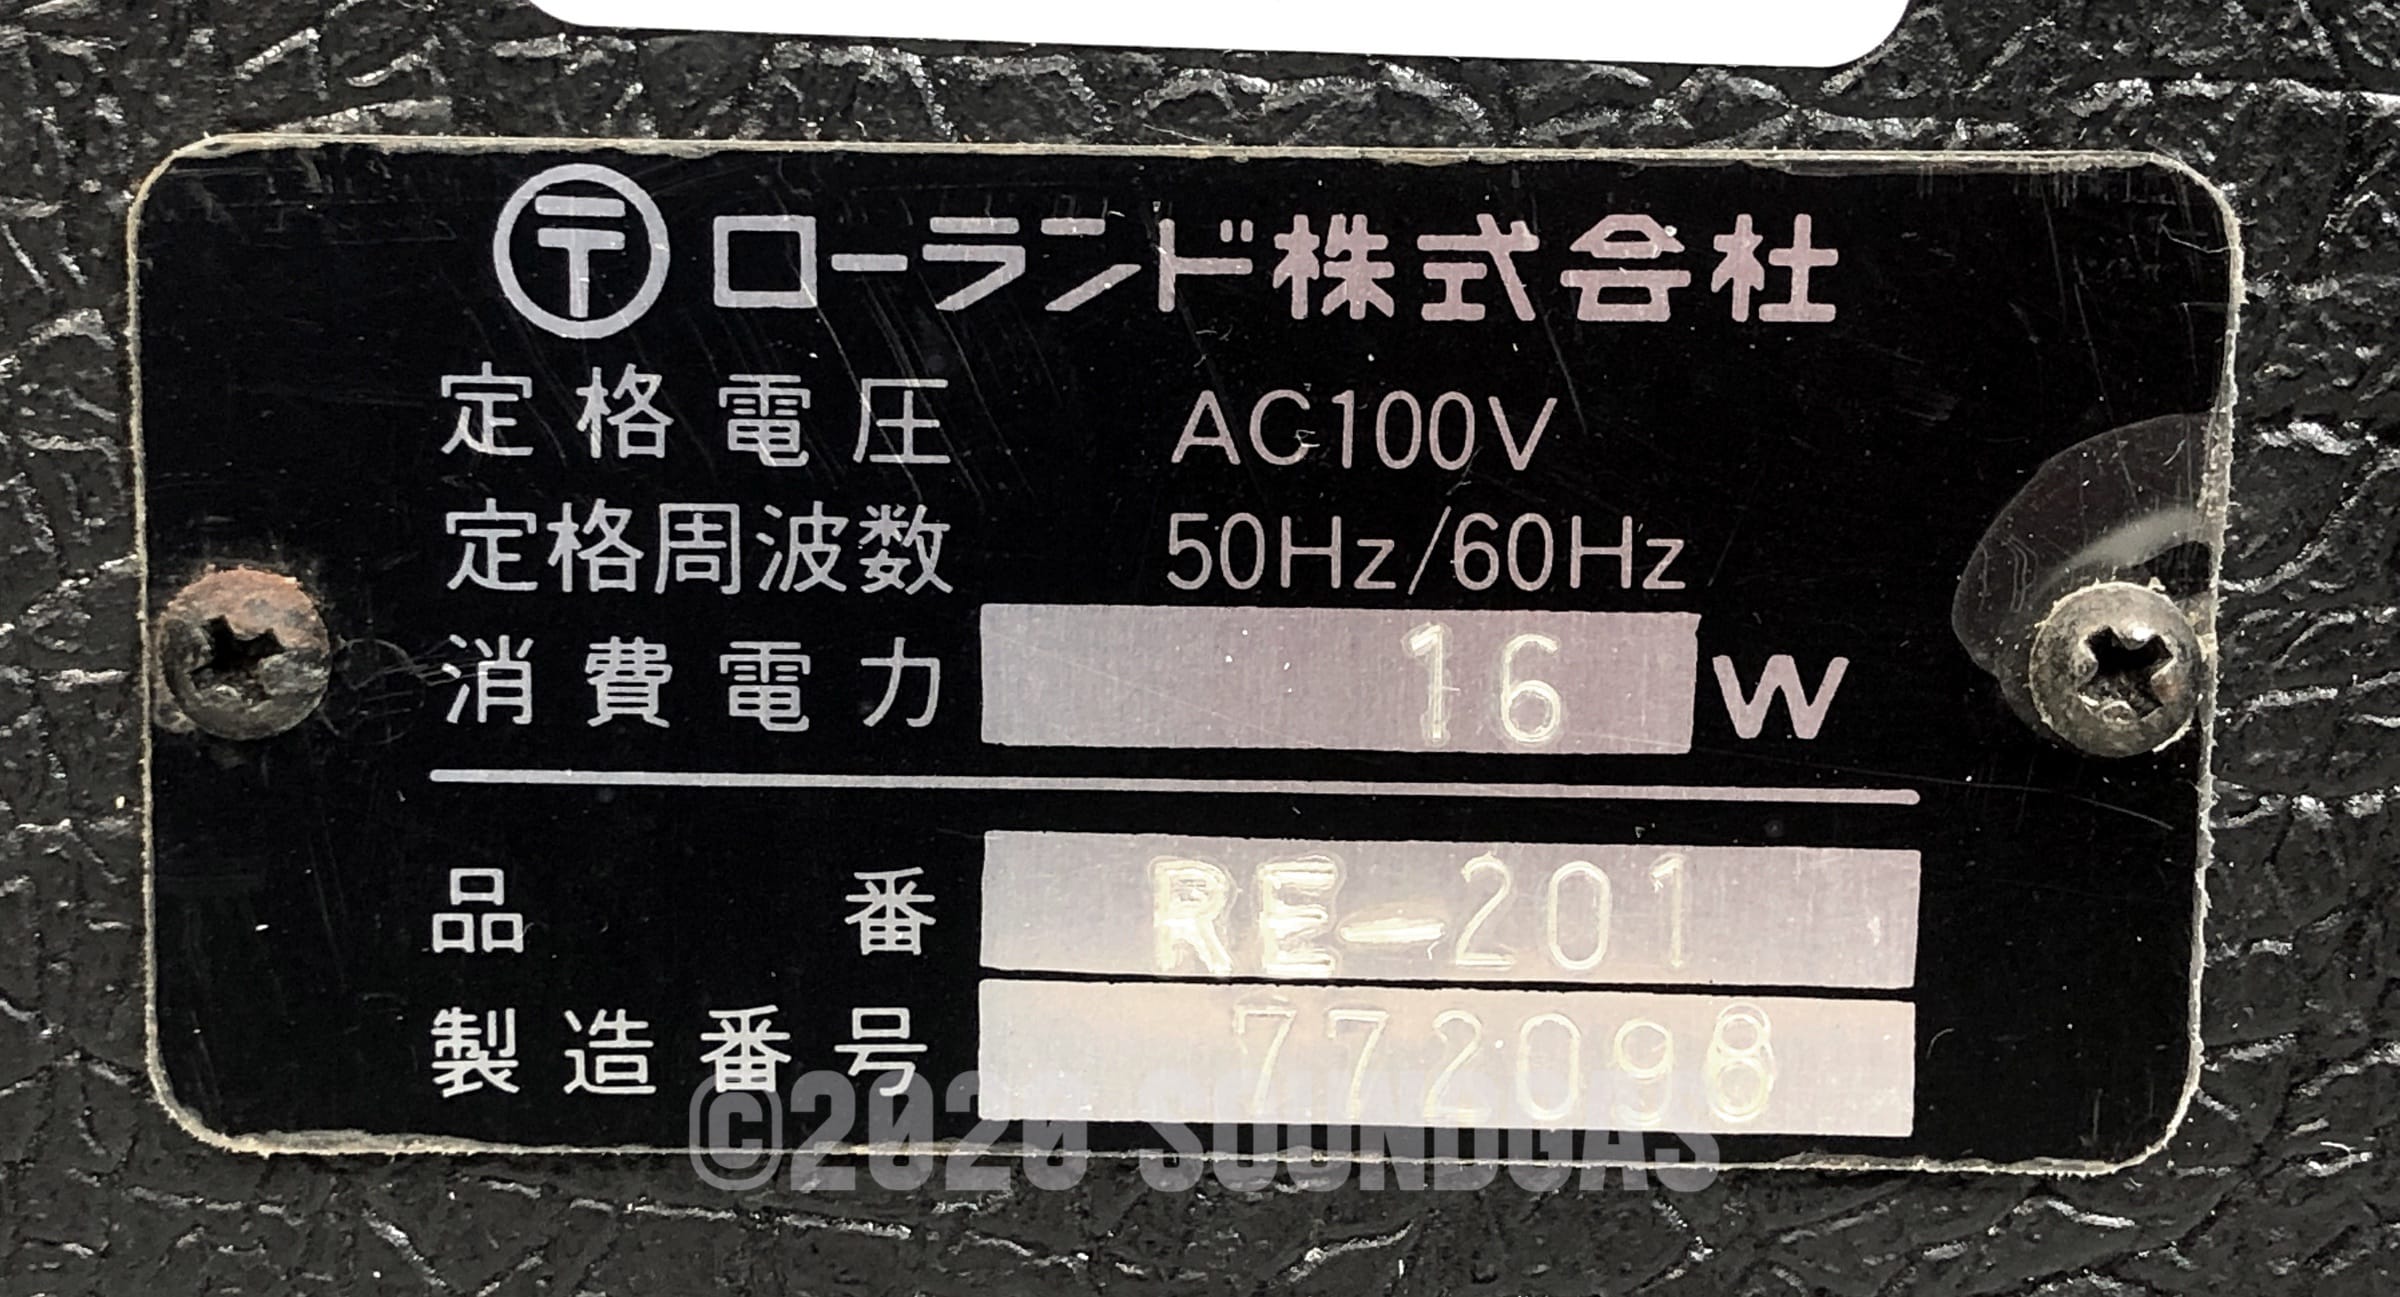 〒 ローランド株式会社
定格電圧 AC100V
定格周波数 50Hz/60Hz
消費電力 16 W
品番 RE-201
製造番号 772098
©2020 SOUNDGAS